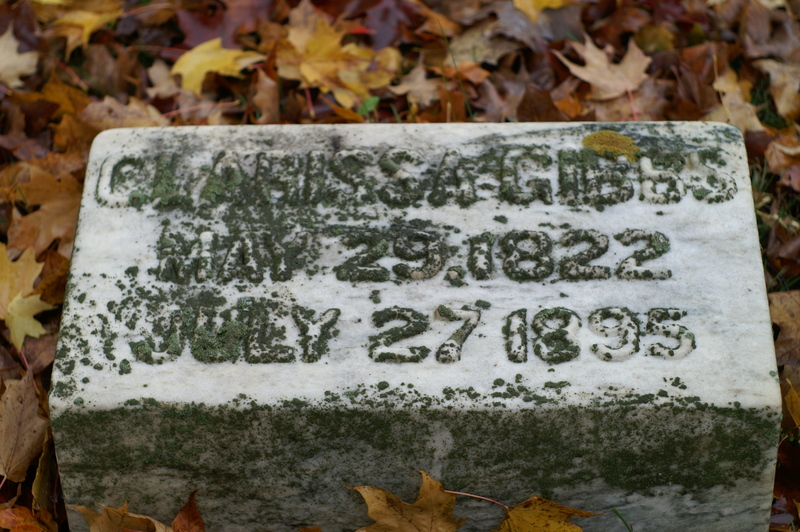 CLARISSA GIBBS
MAY 29, 1822
JULY 27 1895